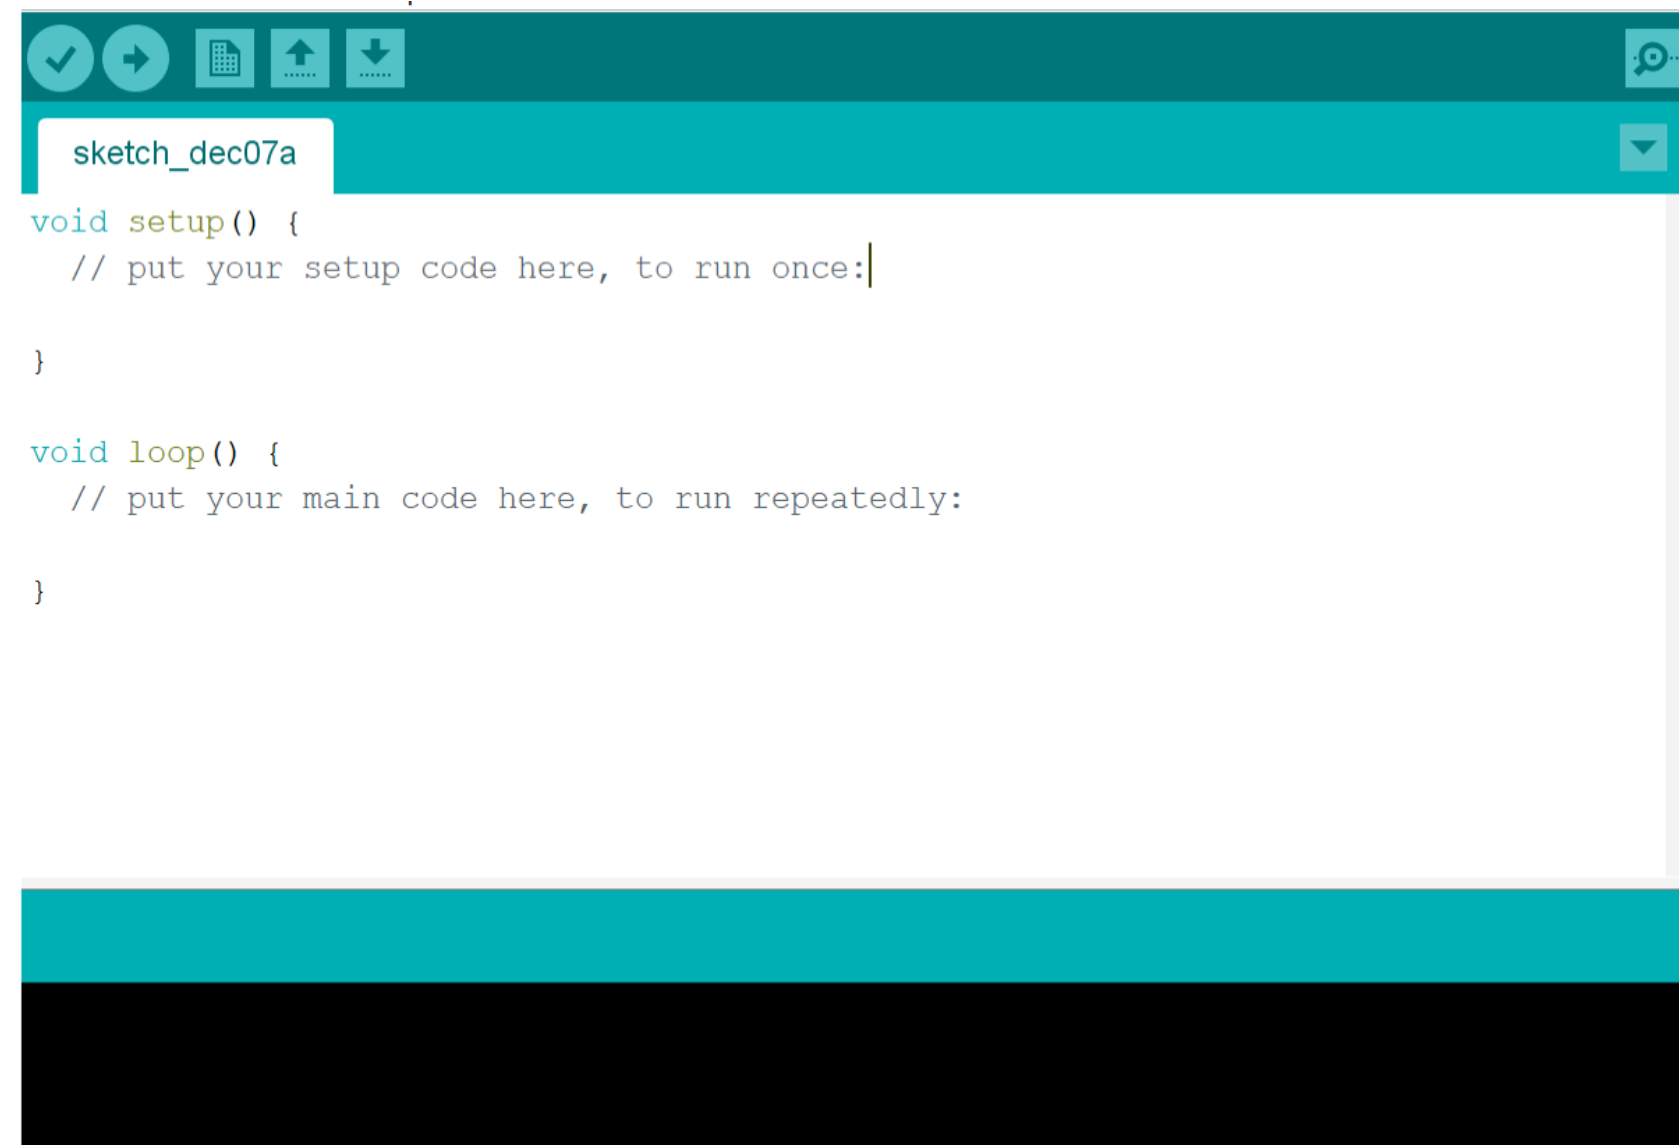 sketch_dec07a
void setup() {
  // put your setup code here, to run once:
}
void loop() {
  // put your main code here, to run repeatedly:
}